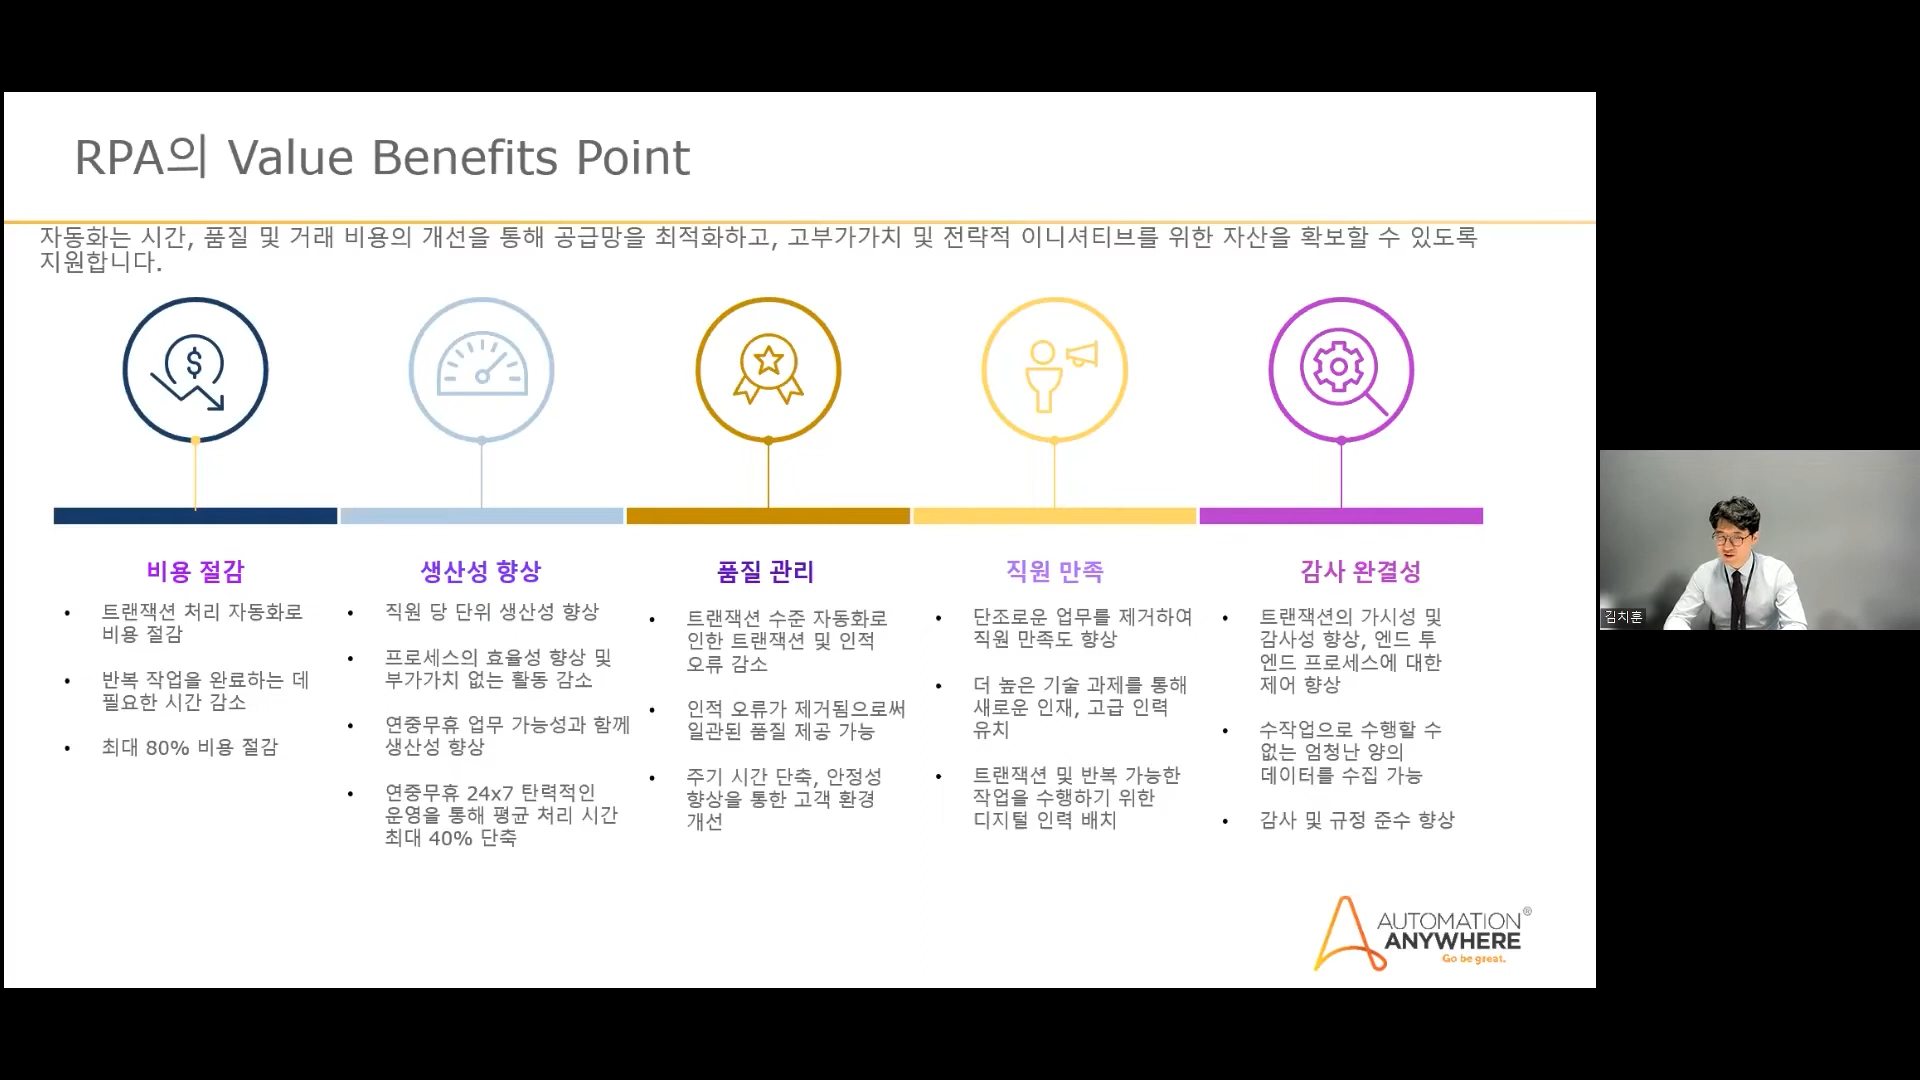 RPA의 Value Benefits Point
자동화는 시간, 품질 및 거래 비용의 개선을 통해 공급망을 최적화하고, 고부가가치 및 전략적 이니셔티브를 위한 자산을 확보할 수 있도록
지원합니다.
$
비용 절감
• 트랜잭션 처리 자동화로
비용 절감
• 반복 작업을 완료하는 데
필요한 시간 감소
• 최대 80% 비용 절감
생산성 향상
• 직원 당 단위 생산성 향상
• 프로세스의 효율성 향상 및
부가가치 없는 활동 감소
• 연중무휴 업무 가능성과 함께
생산성 향상
• 연중무휴 24x7 탄력적인
운영을 통해 평균 처리 시간
최대 40% 단축
품질 관리
• 트랜잭션 수준 자동화로
인한 트랜잭션 및 인적
오류 감소
• 인적 오류가 제거됨으로써
일관된 품질 제공 가능
• 주기 시간 단축, 안정성
향상을 통한 고객 환경
개선
직원 만족
• 단조로운 업무를 제거하여
직원 만족도 향상
• 더 높은 기술 과제를 통해
새로운 인재, 고급 인력
유치
• 트랜잭션 및 반복 가능한
작업을 수행하기 위한
디지털 인력 배치
감사 완결성
• 트랜잭션의 가시성 및
감사성 향상, 엔드 투
엔드 프로세스에 대한
제어 향상
• 수작업으로 수행할 수
없는 엄청난 양의
데이터를 수집 가능
• 감사 및 규정 준수 향상
AUTOMATION®
ANYWHERE
Go be great.
김치훈